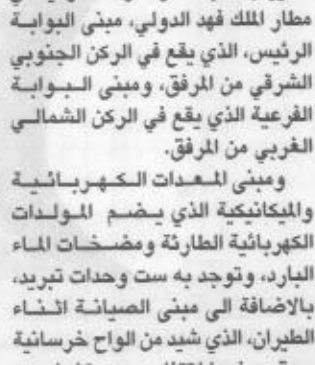 مطار الملك فهد الدولي، مبنى البوابة
الرئيس، الذي يقع في الركن الجنوبي
الشرقي من المرفق، ومبنى البوابة
الفرعية الذي يقع في الركن الشمالي
الغربي من المرفق.
ومبنى المعدات الكهربائية
والميكانيكية الذي يضم المولدات
الكهربائية الطارئة ومضخات الماء
البارد، وتوجد به ست وحدات تبريد،
بالاضافة الى مبنى الصيانة اثناء
الطيران، الذي شيد من الواح خرسانية